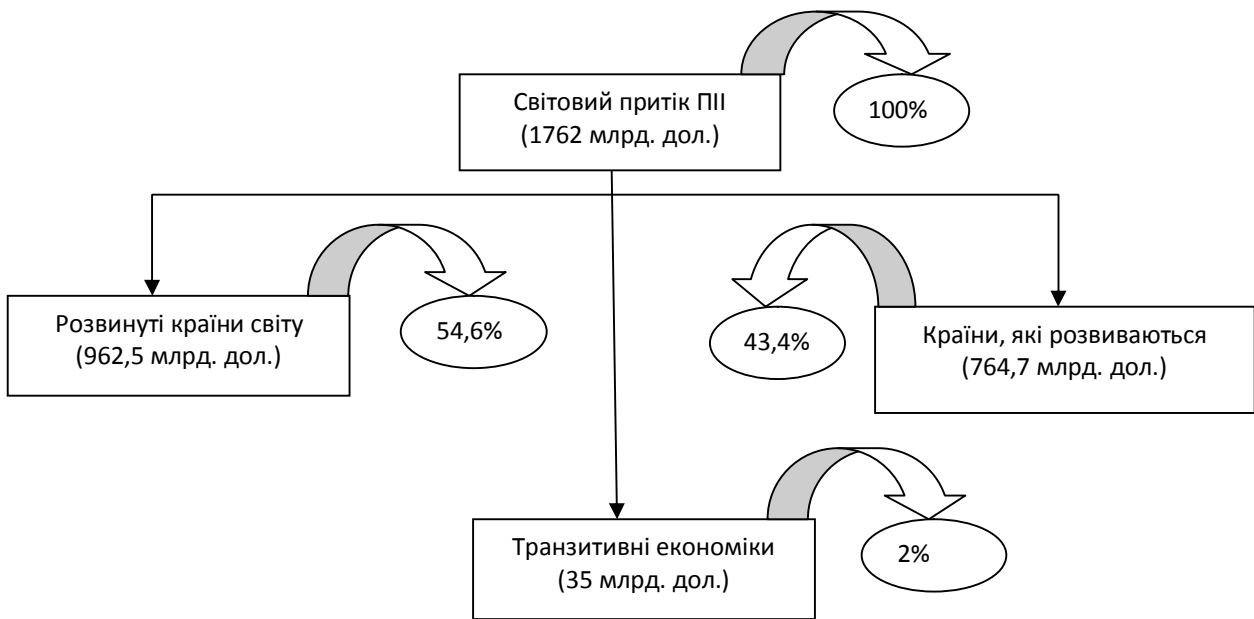 Світовий притік ПІІ
(1762 млрд. дол.)
100%
Розвинуті країни світу
(962,5 млрд. дол.)
54,6%
43,4%
Країни, які розвиваються
(764,7 млрд. дол.)
Транзитивні економіки
(35 млрд. дол.)
2%